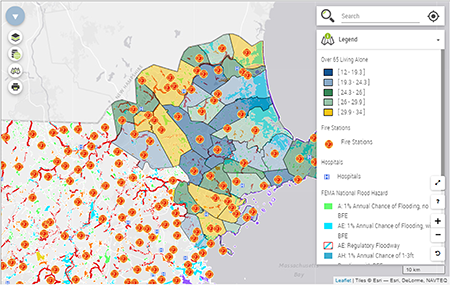 Search
Legend
Over 65 Living Alone
[ 12 - 19.3 ]
[ 19.3 - 24.3 ]
[ 24.3 - 26 ]
[ 26 - 29.9 ]
[ 29.9 - 34 ]
Fire Stations
Fire Stations
Hospitals
Hospitals
FEMA National Flood Hazard
A: 1% Annual Chance of Flooding, no
BFE
AE: 1% Annual Chance of Flooding, w
BFE
AE: Regulatory Floodway
AH: 1% Annual Chance of 1-3ft
Massachusetts
Bay
10 km
Leaflet | Tiles © Esri — Esri, DeLorme, NAVTEQ